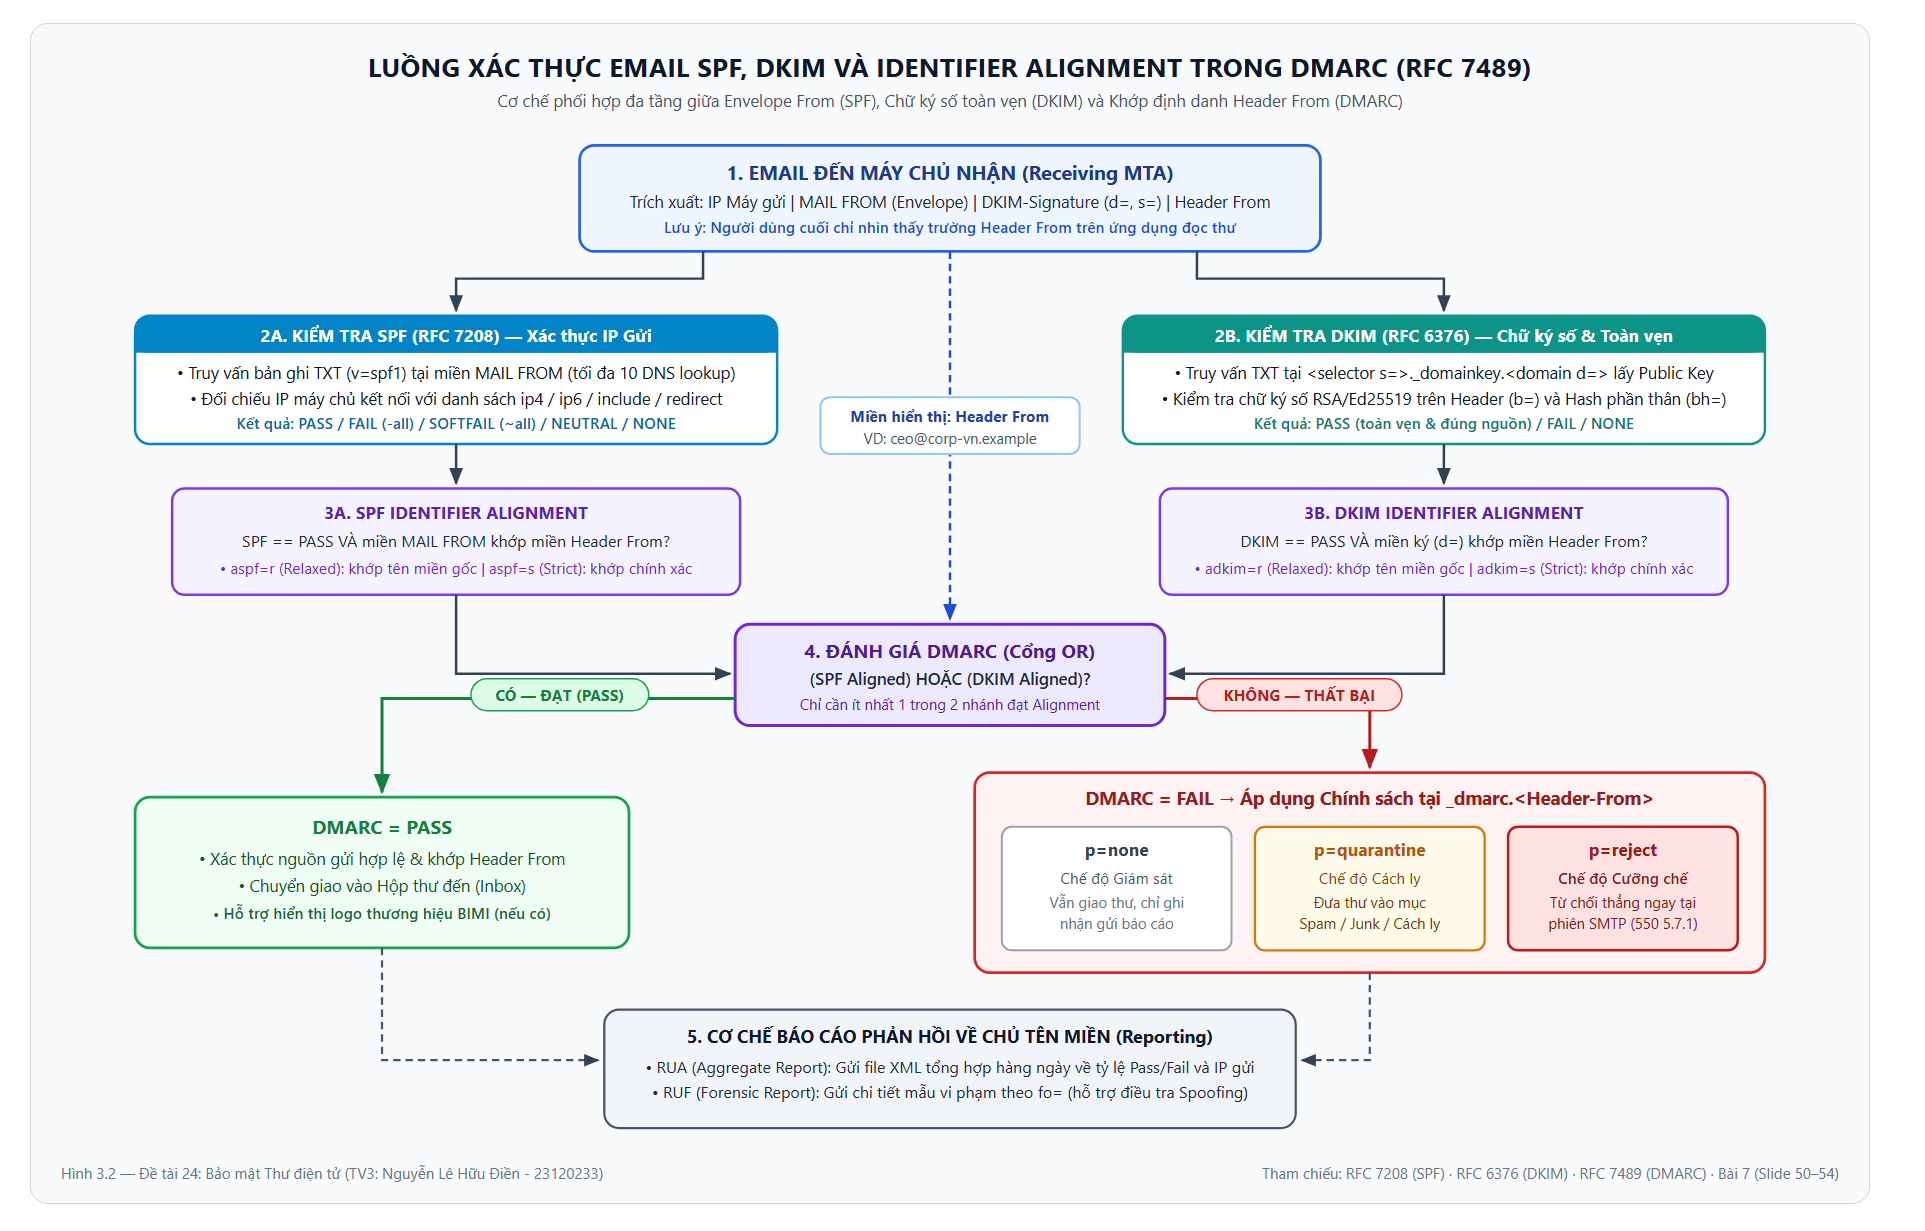 LUỒNG XÁC THỰC EMAIL SPF, DKIM VÀ IDENTIFIER ALIGNMENT TRONG DMARC (RFC 7489)
Cơ chế phối hợp đa tầng giữa Envelope From (SPF), Chữ ký số toàn vẹn (DKIM) và Khớp định danh Header From (DMARC)
1. EMAIL ĐẾN MÁY CHỦ NHẬN (Receiving MTA)
Trích xuất: IP Máy gửi | MAIL FROM (Envelope) | DKIM-Signature (d=, s=) | Header From
Lưu ý: Người dùng cuối chỉ nhìn thấy trường Header From trên ứng dụng đọc thư
2A. KIỂM TRA SPF (RFC 7208) — Xác thực IP Gửi
• Truy vấn bản ghi TXT (v=spf1) tại miền MAIL FROM (tối đa 10 DNS lookup)
• Đối chiếu IP máy chủ kết nối với danh sách ip4 / ip6 / include / redirect
Kết quả: PASS / FAIL (-all) / SOFTFAIL (~all) / NEUTRAL / NONE
2B. KIỂM TRA DKIM (RFC 6376) — Chữ ký số & Toàn vẹn
• Truy vấn TXT tại <selector s=>._domainkey.<domain d=> lấy Public Key
• Kiểm tra chữ ký số RSA/Ed25519 trên Header (b=) và Hash phần thân (bh=)
Kết quả: PASS (toàn vẹn & đúng nguồn) / FAIL / NONE
Miền hiển thị: Header From
VD: ceo@corp-vn.example
3A. SPF IDENTIFIER ALIGNMENT
SPF == PASS VÀ miền MAIL FROM khớp miền Header From?
• aspf=r (Relaxed): khớp tên miền gốc | aspf=s (Strict): khớp chính xác
3B. DKIM IDENTIFIER ALIGNMENT
DKIM == PASS VÀ miền ký (d=) khớp miền Header From?
• adkim=r (Relaxed): khớp tên miền gốc | adkim=s (Strict): khớp chính xác
4. ĐÁNH GIÁ DMARC (Cổng OR)
(SPF Aligned) HOẶC (DKIM Aligned)?
Chỉ cần ít nhất 1 trong 2 nhánh đạt Alignment
CÓ — ĐẠT (PASS)
KHÔNG — THẤT BẠI
DMARC = PASS
• Xác thực nguồn gửi hợp lệ & khớp Header From
• Chuyển giao vào Hộp thư đến (Inbox)
• Hỗ trợ hiển thị logo thương hiệu BIMI (nếu có)
DMARC = FAIL → Áp dụng Chính sách tại _dmarc.<Header-From>
p=none
Chế độ Giám sát
Vẫn giao thư, chỉ ghi
nhận gửi báo cáo
p=quarantine
Chế độ Cách ly
Đưa thư vào mục
Spam / Junk / Cách ly
p=reject
Chế độ Cưỡng chế
Từ chối thẳng ngay tại
phiên SMTP (550 5.7.1)
5. CƠ CHẾ BÁO CÁO PHẢN HỒI VỀ CHỦ TÊN MIỀN (Reporting)
• RUA (Aggregate Report): Gửi file XML tổng hợp hàng ngày về tỷ lệ Pass/Fail và IP gửi
• RUF (Forensic Report): Gửi chi tiết mẫu vi phạm theo fo= (hỗ trợ điều tra Spoofing)
Hình 3.2 — Đề tài 24: Bảo mật Thư điện tử (TV3: Nguyễn Lê Hữu Điền - 23120233)
Tham chiếu: RFC 7208 (SPF) · RFC 6376 (DKIM) · RFC 7489 (DMARC) · Bài 7 (Slide 50–54)